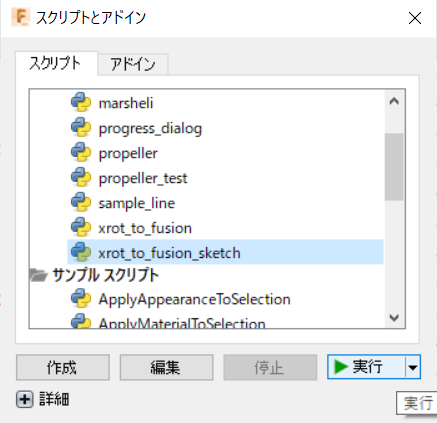 スクリプトとアドイン
スクリプト アドイン
marsheli
progress_dialog
propeller
propeller_test
sample_line
xrot_to_fusion
xrot_to_fusion_sketch
サンプル スクリプト
ApplyAppearanceToSelection
ApplyMaterialToSelection
作成 編集 停止 実行
詳細
実行